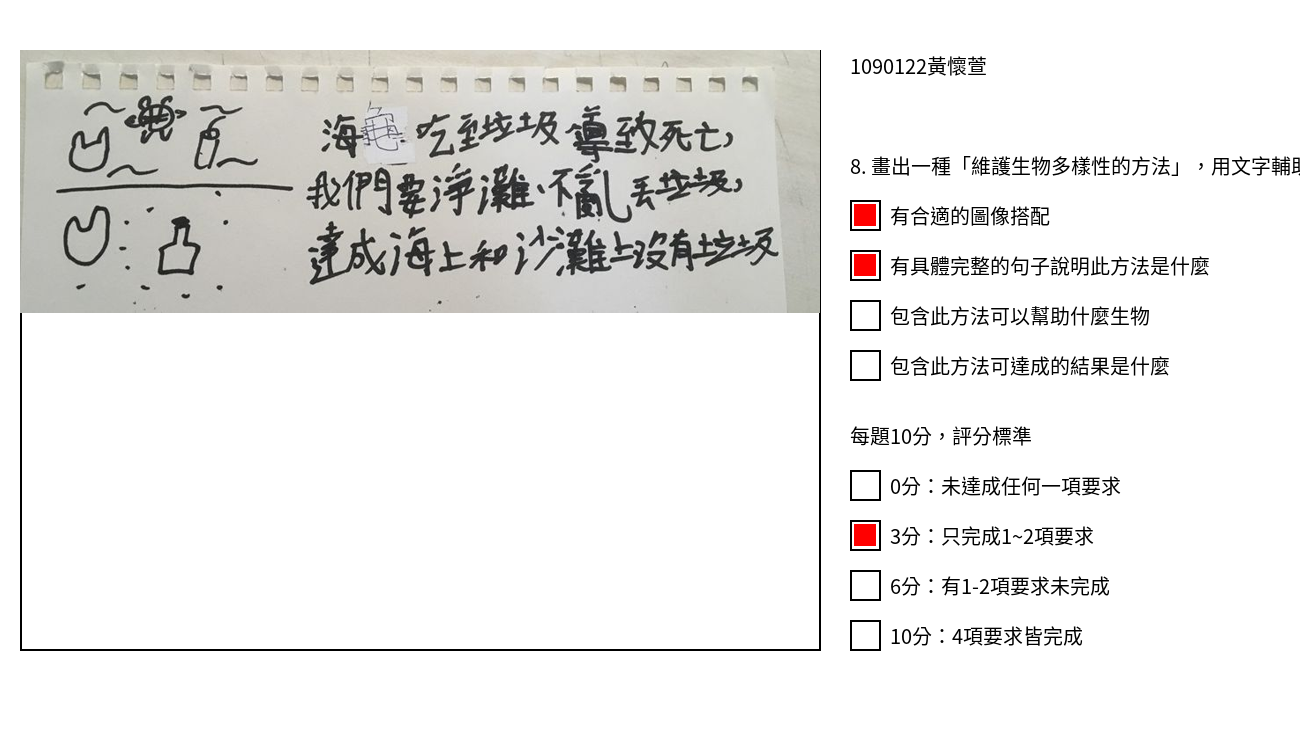 海龜吃到垃圾導致死亡，
我們要淨灘、不亂丟垃圾，
達成海上和沙灘上沒有垃圾
1090122黃懷萱
8. 畫出一種「維護生物多樣性的方法」，用文字輔
有合適的圖像搭配
有具體完整的句子說明此方法是什麼
包含此方法可以幫助什麼生物
包含此方法可達成的結果是什麼
每題10分，評分標準
0分：未達成任何一項要求
3分：只完成1~2項要求
6分：有1-2項要求未完成
10分：4項要求皆完成